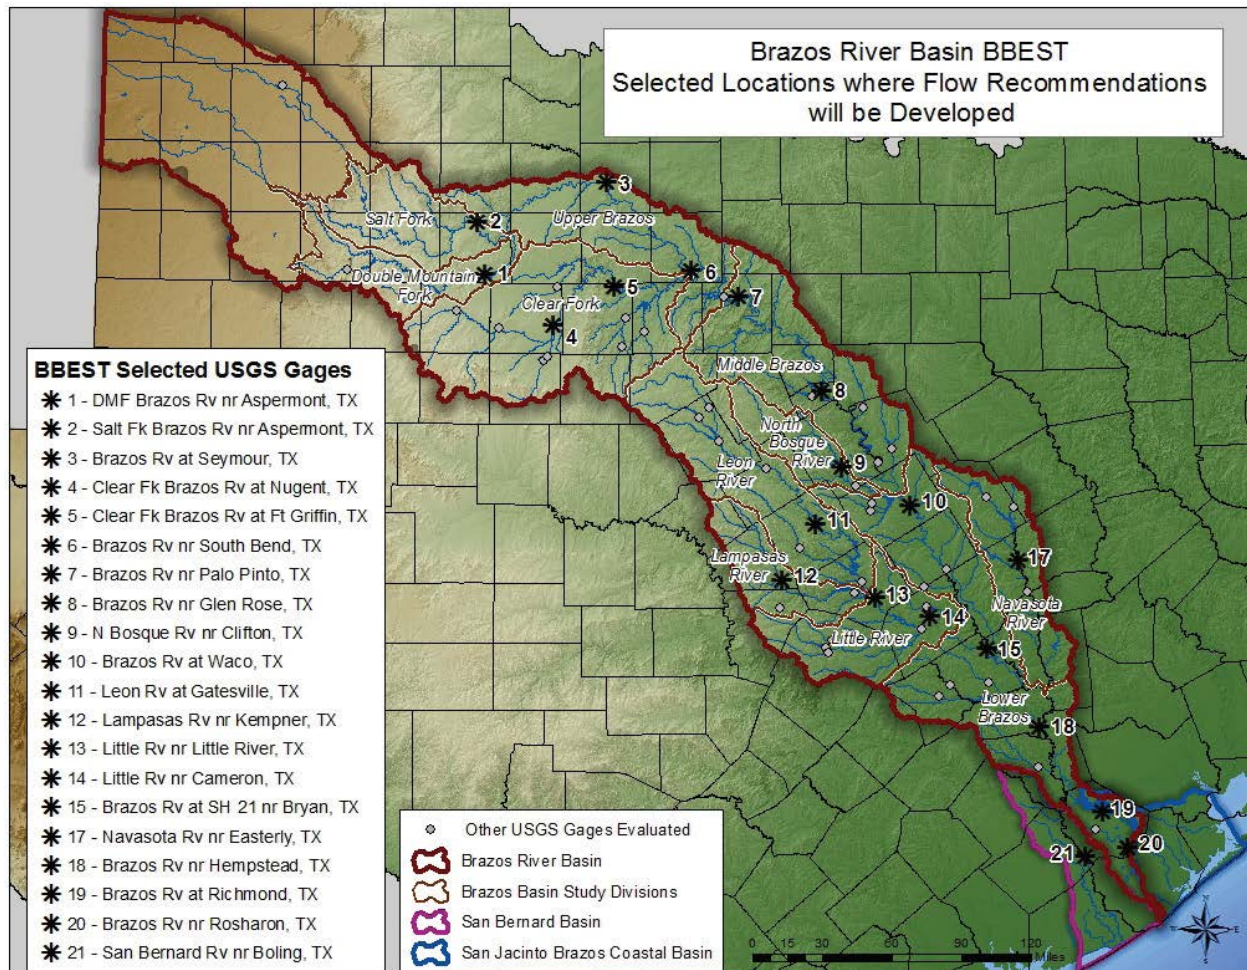 Brazos River Basin BBEST
Selected Locations where Flow Recommendations
will be Developed
3
Salt Fork
2
Upper Brazos
Double Mountain
Fork
1
Clear Fork
5
6
7
4
Middle Brazos
8
North
Bosque
River
9
Leon
River
10
11
17
Lampasas
River
12
13
Navasota
River
14
Little River
15
Lower
Brazos
18
19
20
21
BBEST Selected USGS Gages
1 - DMF Brazos Rv nr Aspermont, TX
2 - Salt Fk Brazos Rv nr Aspermont, TX
3 - Brazos Rv at Seymour, TX
4 - Clear Fk Brazos Rv at Nugent, TX
5 - Clear Fk Brazos Rv at Ft Griffin, TX
6 - Brazos Rv nr South Bend, TX
7 - Brazos Rv nr Palo Pinto, TX
8 - Brazos Rv nr Glen Rose, TX
9 - N Bosque Rv nr Clifton, TX
10 - Brazos Rv at Waco, TX
11 - Leon Rv at Gatesville, TX
12 - Lampasas Rv nr Kempner, TX
13 - Little Rv nr Little River, TX
14 - Little Rv nr Cameron, TX
15 - Brazos Rv at SH 21 nr Bryan, TX
17 - Navasota Rv nr Easterly, TX
18 - Brazos Rv nr Hempstead, TX
19 - Brazos Rv at Richmond, TX
20 - Brazos Rv nr Rosharon, TX
21 - San Bernard Rv nr Boling, TX
Other USGS Gages Evaluated
Brazos River Basin
Brazos Basin Study Divisions
San Bernard Basin
San Jacinto Brazos Coastal Basin
0 15 30 60 90 120
Miles
N
W E
S